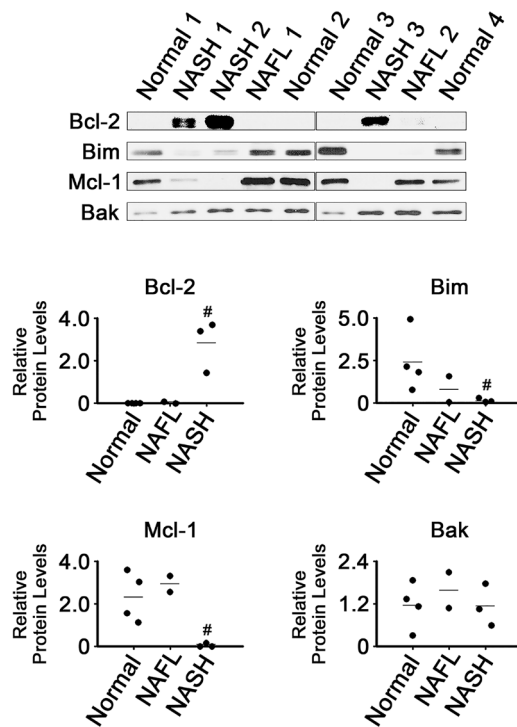 Normal 1 NASH 1 NASH 2 NAFL 1 Normal 2 Normal 3 NASH 3 NAFL 2 Normal 4
Bcl-2
Bim
Mcl-1
Bak
Bcl-2
Relative
Protein Levels
4.0
2.0
0
#
Normal NAFL NASH
Bim
Relative
Protein Levels
5.0
2.5
0
#
Normal NAFL NASH
Mcl-1
Relative
Protein Levels
4.0
2.0
0
#
Normal NAFL NASH
Bak
Relative
Protein Levels
2.4
1.2
0
Normal NAFL NASH